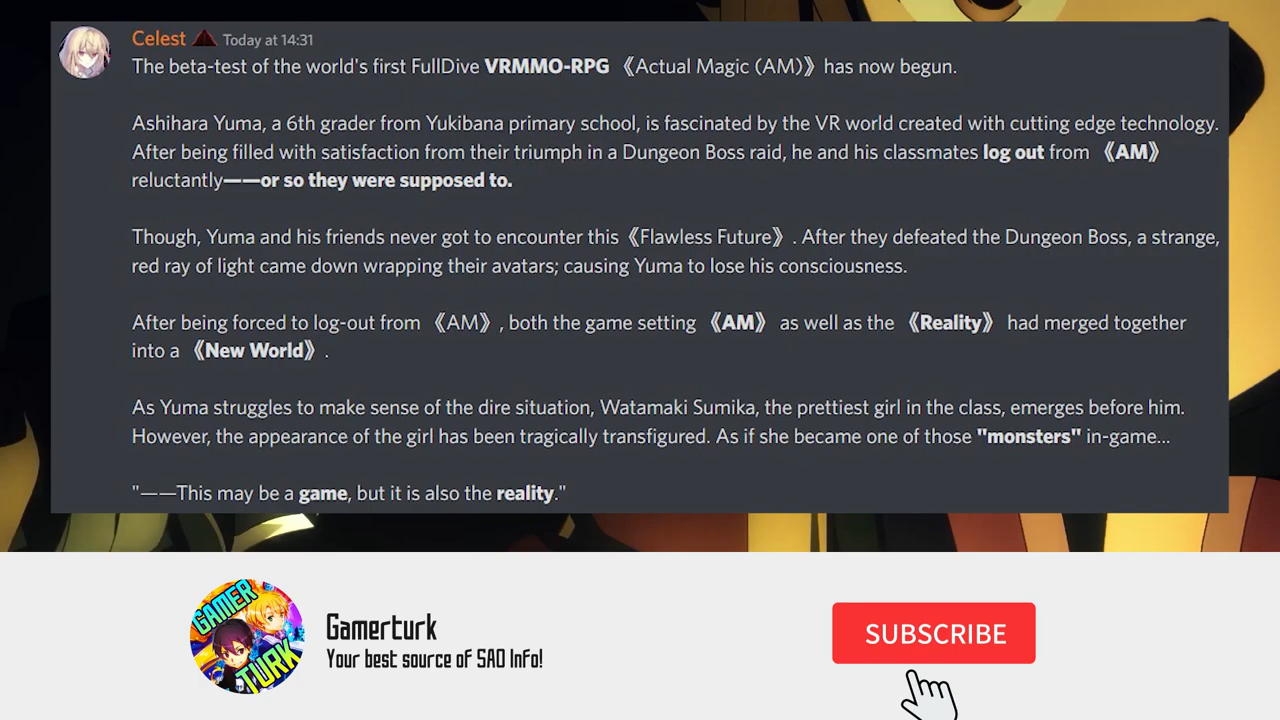 Celest Today at 14:31
The beta-test of the world's first FullDive VRMMO-RPG 《Actual Magic (AM)》 has now begun.
Ashihara Yuma, a 6th grader from Yukibana primary school, is fascinated by the VR world created with cutting edge technology.
After being filled with satisfaction from their triumph in a Dungeon Boss raid, he and his classmates log out from 《AM》
reluctantly——or so they were supposed to.
Though, Yuma and his friends never got to encounter this 《Flawless Future》 . After they defeated the Dungeon Boss, a strange,
red ray of light came down wrapping their avatars; causing Yuma to lose his consciousness.
After being forced to log-out from 《AM》 , both the game setting 《AM》 as well as the 《Reality》 had merged together
into a 《New World》 .
As Yuma struggles to make sense of the dire situation, Watamaki Sumika, the prettiest girl in the class, emerges before him.
However, the appearance of the girl has been tragically transfigured. As if she became one of those "monsters" in-game...
"——This may be a game, but it is also the reality."
GAMER
TURK
Gamerturk
Your best source of SAO Info!
SUBSCRIBE